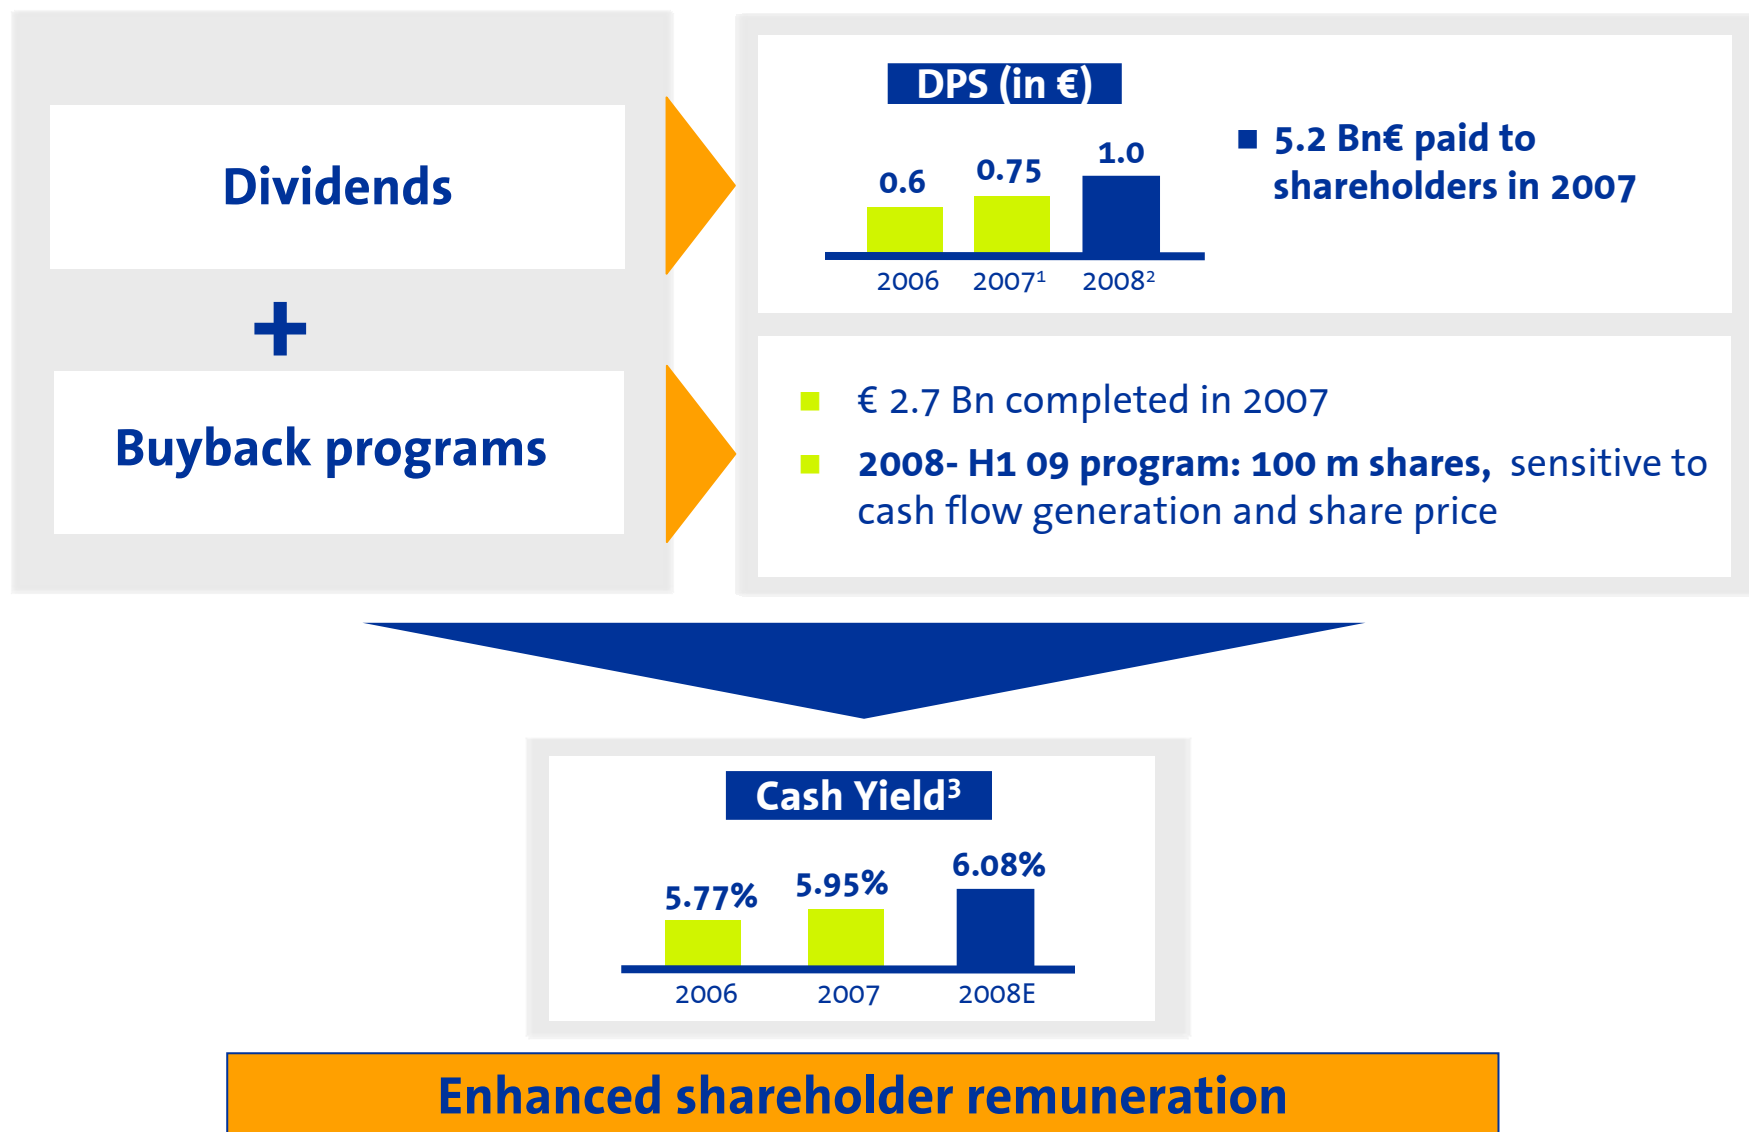 Dividends
+
Buyback programs
DPS (in €)
0.6
0.75
1.0
2006
2007¹
2008²
5.2 Bn€ paid to
shareholders in 2007
€ 2.7 Bn completed in 2007
2008- H1 09 program: 100 m shares, sensitive to
cash flow generation and share price
Cash Yield³
5.77%
5.95%
6.08%
2006
2007
2008E
Enhanced shareholder remuneration